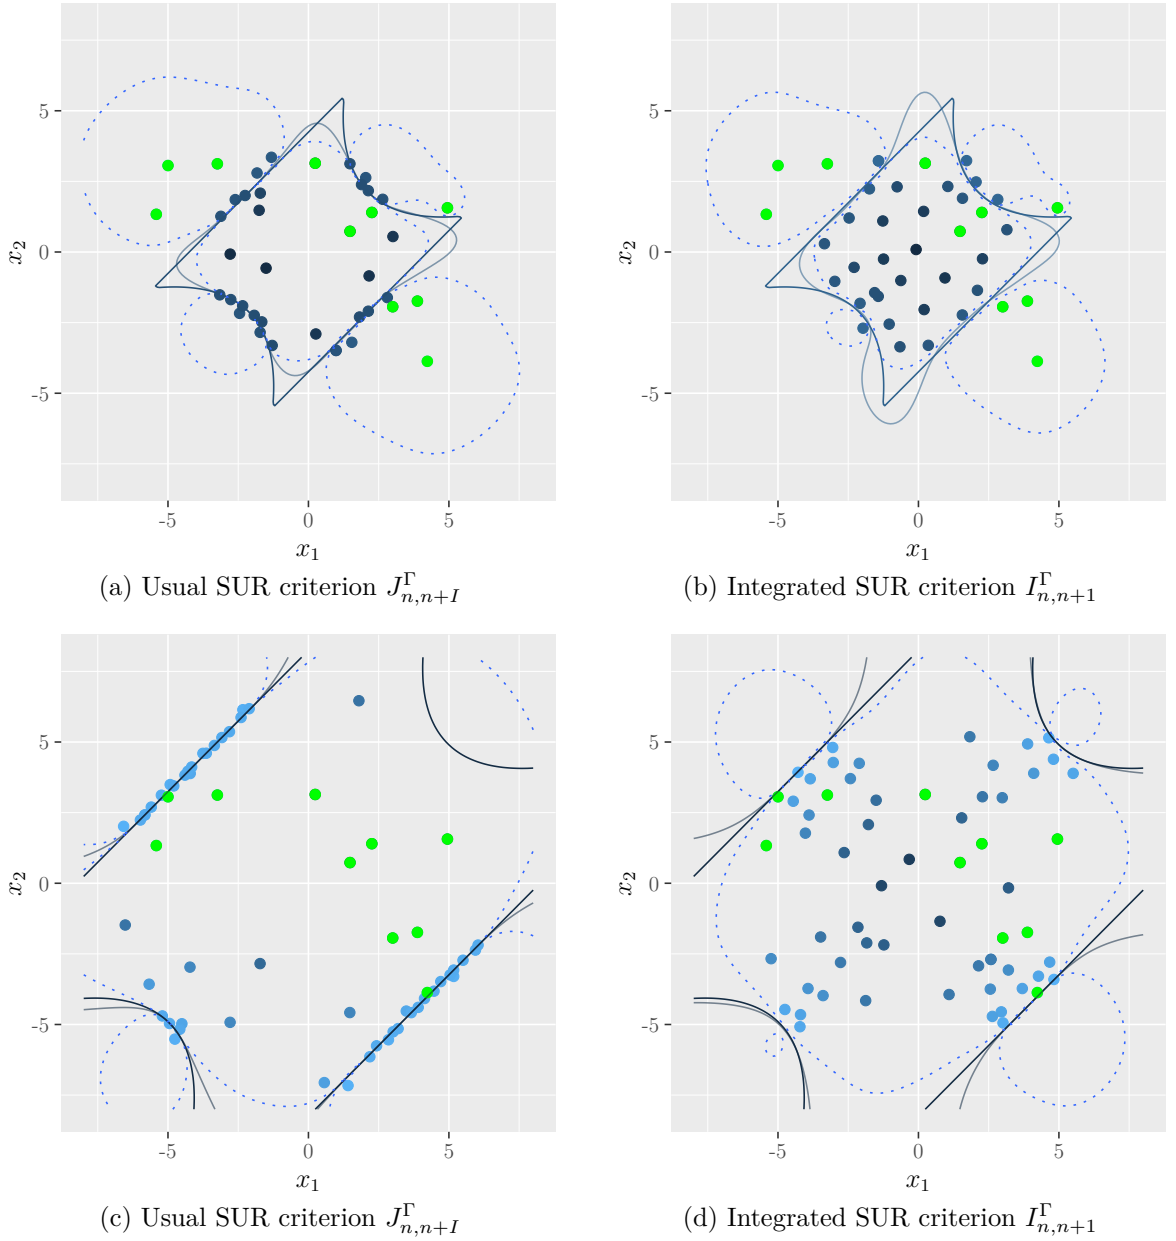 5
0
-5
x₂
-5 0 5
x₁
(a) Usual SUR criterion J^Γ_{n,n+I}
5
0
-5
x₂
-5 0 5
x₁
(b) Integrated SUR criterion I^Γ_{n,n+1}
5
0
-5
x₂
-5 0 5
x₁
(c) Usual SUR criterion J^Γ_{n,n+I}
5
0
-5
x₂
-5 0 5
x₁
(d) Integrated SUR criterion I^Γ_{n,n+1}